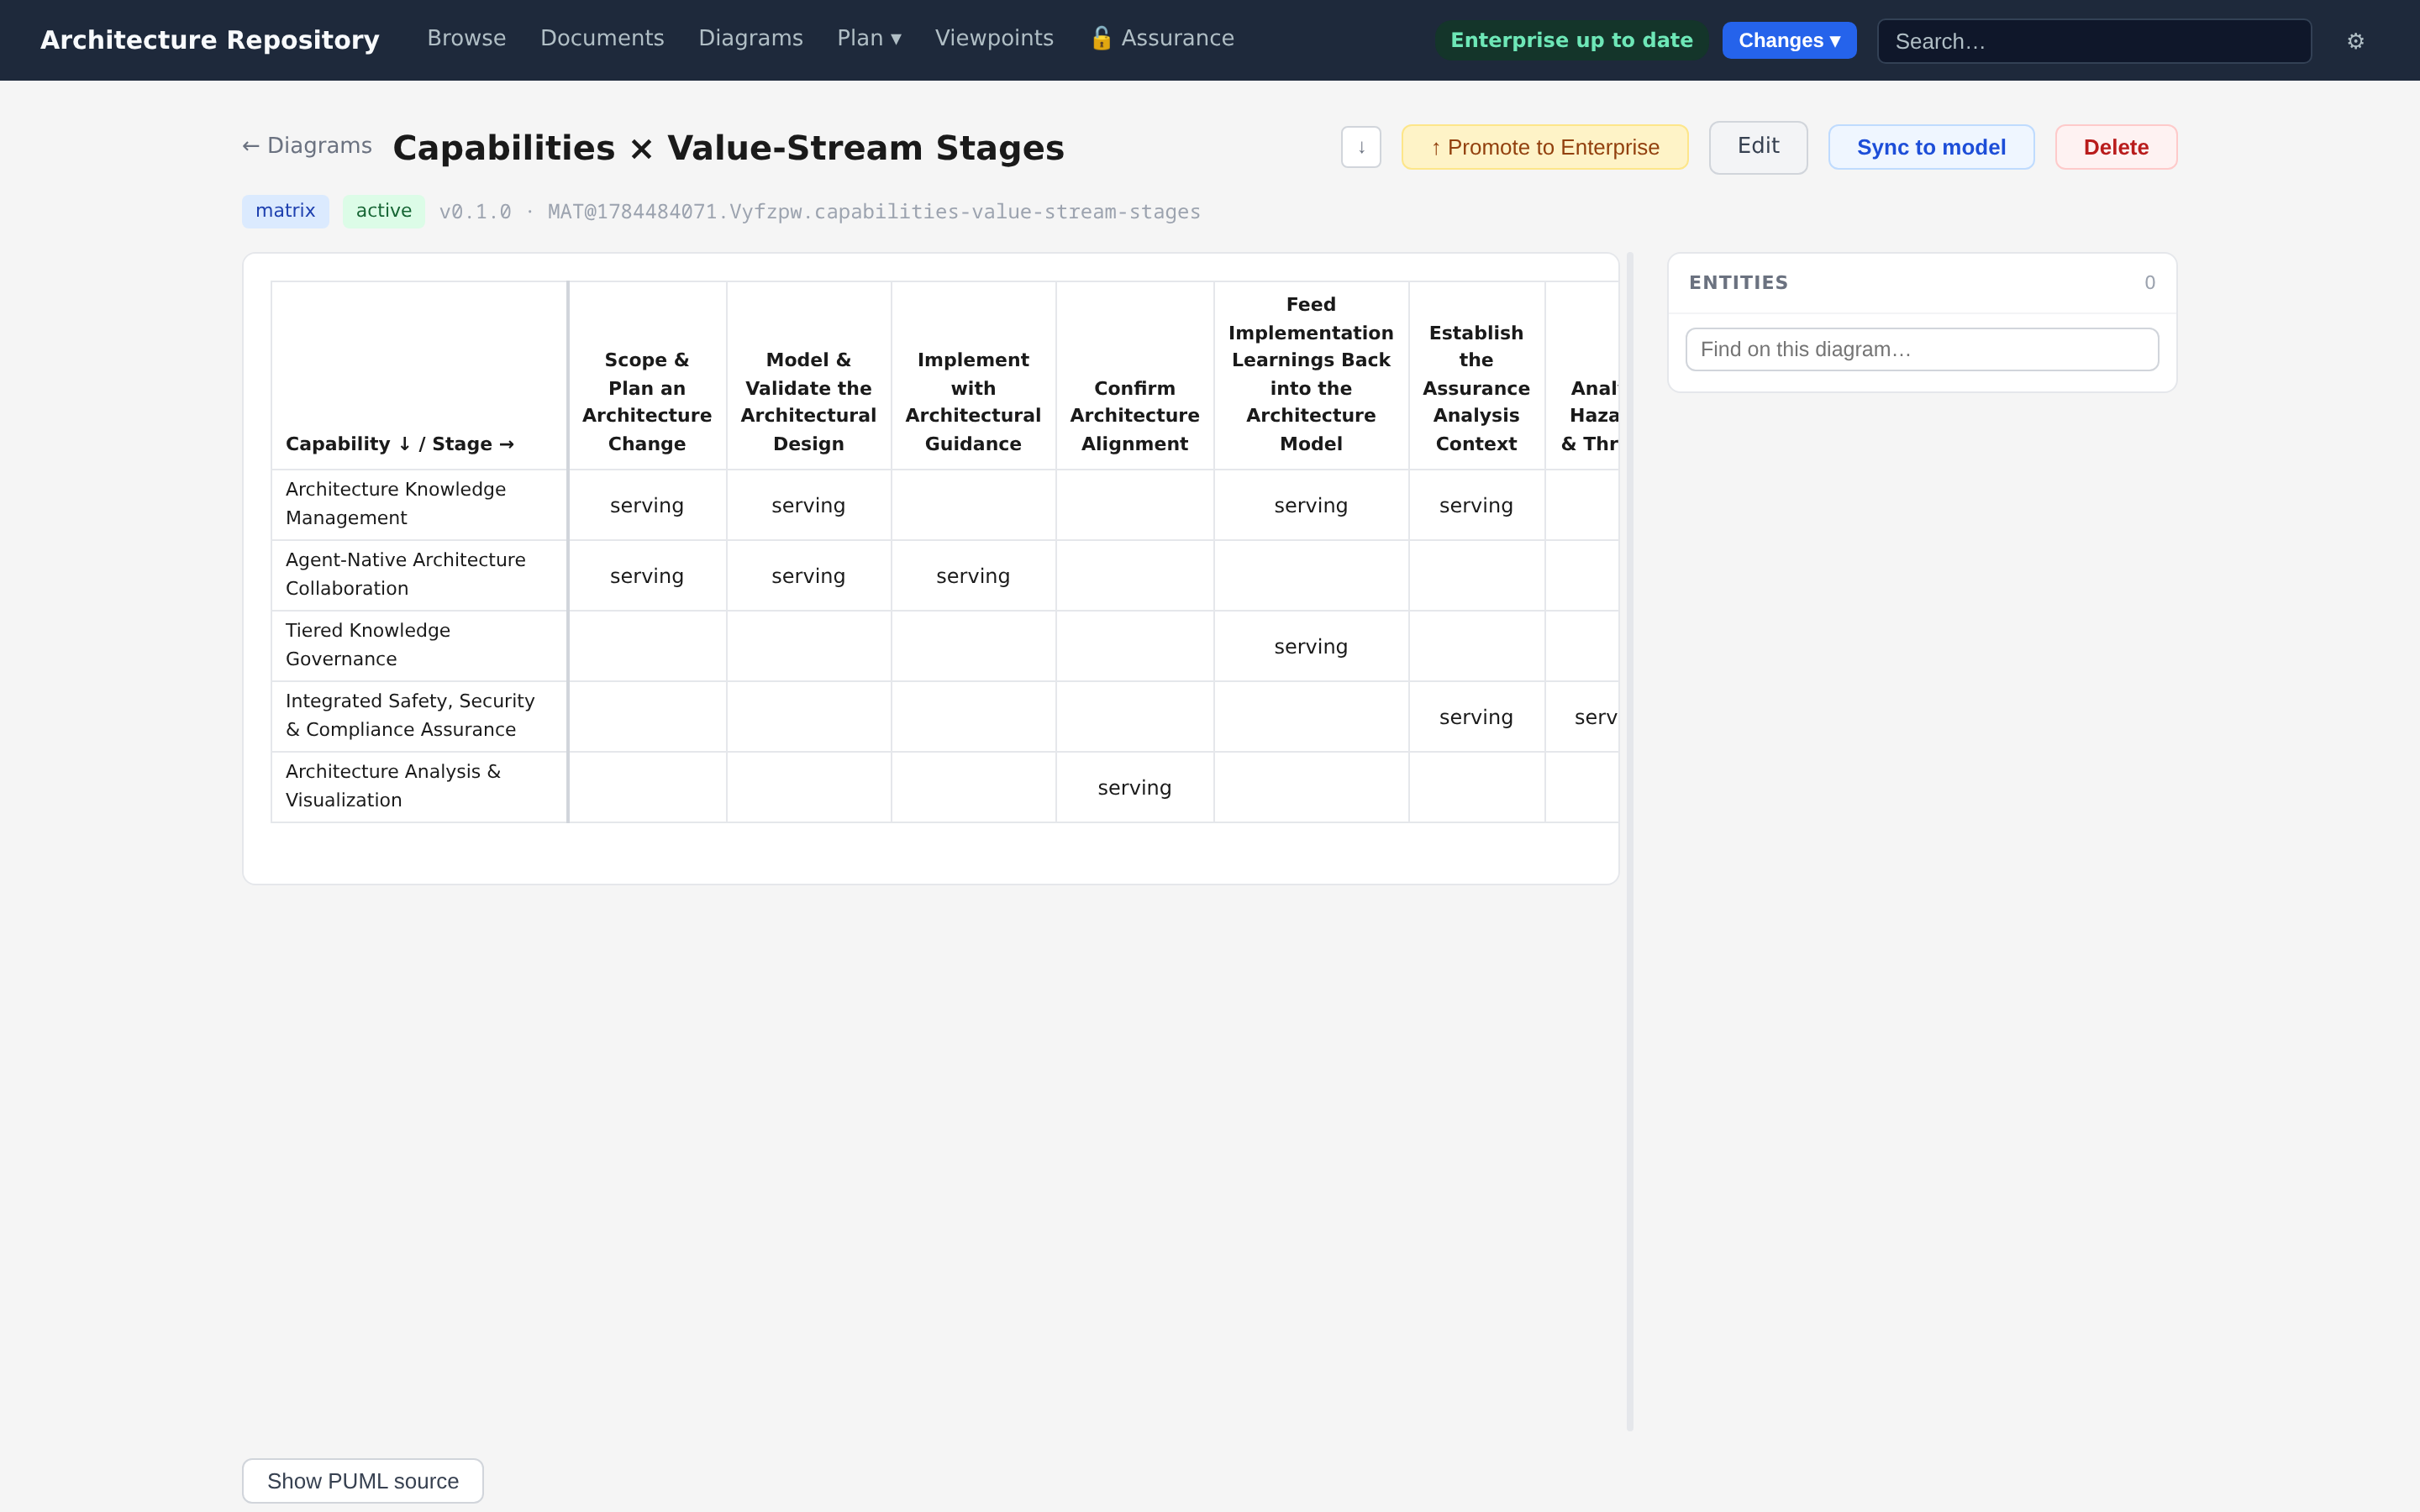 Architecture Repository Browse Documents Diagrams Plan ▾ Viewpoints 🔓 Assurance Enterprise up to date Changes ▾ Search… ⚙
← Diagrams Capabilities × Value-Stream Stages ↓ ↑ Promote to Enterprise Edit Sync to model Delete
matrix active v0.1.0 · MAT@1784484071.Vyfzpw.capabilities-value-stream-stages
Capability ↓ / Stage →
Scope &
Plan an
Architecture
Change
Model &
Validate the
Architectural
Design
Implement
with
Architectural
Guidance
Confirm
Architecture
Alignment
Feed
Implementation
Learnings Back
into the
Architecture
Model
Establish
the
Assurance
Analysis
Context
& 
Architecture Knowledge
Management
serving serving serving serving
Agent-Native Architecture
Collaboration
serving serving serving
Tiered Knowledge
Governance
serving
Integrated Safety, Security
& Compliance Assurance
serving
Architecture Analysis &
Visualization
serving
ENTITIES 0
Find on this diagram…
Show PUML source